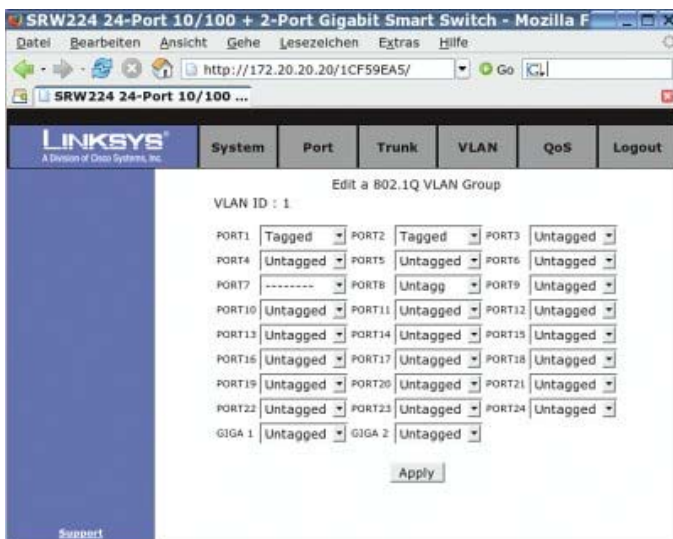 SRW224 24-Port 10/100 + 2-Port Gigabit Smart Switch - Mozilla F
Datei Bearbeiten Ansicht Gehe Lesezeichen Extras Hilfe
http://172.20.20.20/1CF59EA5/ Go
SRW224 24-Port 10/100 ...
LINKSYS®
A Division of Cisco Systems, Inc.
System Port Trunk VLAN QoS Logout
Edit a 802.1Q VLAN Group
VLAN ID : 1
PORT1 Tagged PORT2 Tagged PORT3 Untagged
PORT4 Untagged PORT5 Untagged PORT6 Untagged
PORT7 -------- PORT8 Untagg PORT9 Untagged
PORT10 Untagged PORT11 Untagged PORT12 Untagged
PORT13 Untagged PORT14 Untagged PORT15 Untagged
PORT16 Untagged PORT17 Untagged PORT18 Untagged
PORT19 Untagged PORT20 Untagged PORT21 Untagged
PORT22 Untagged PORT23 Untagged PORT24 Untagged
GIGA 1 Untagged GIGA 2 Untagged
Apply
Support